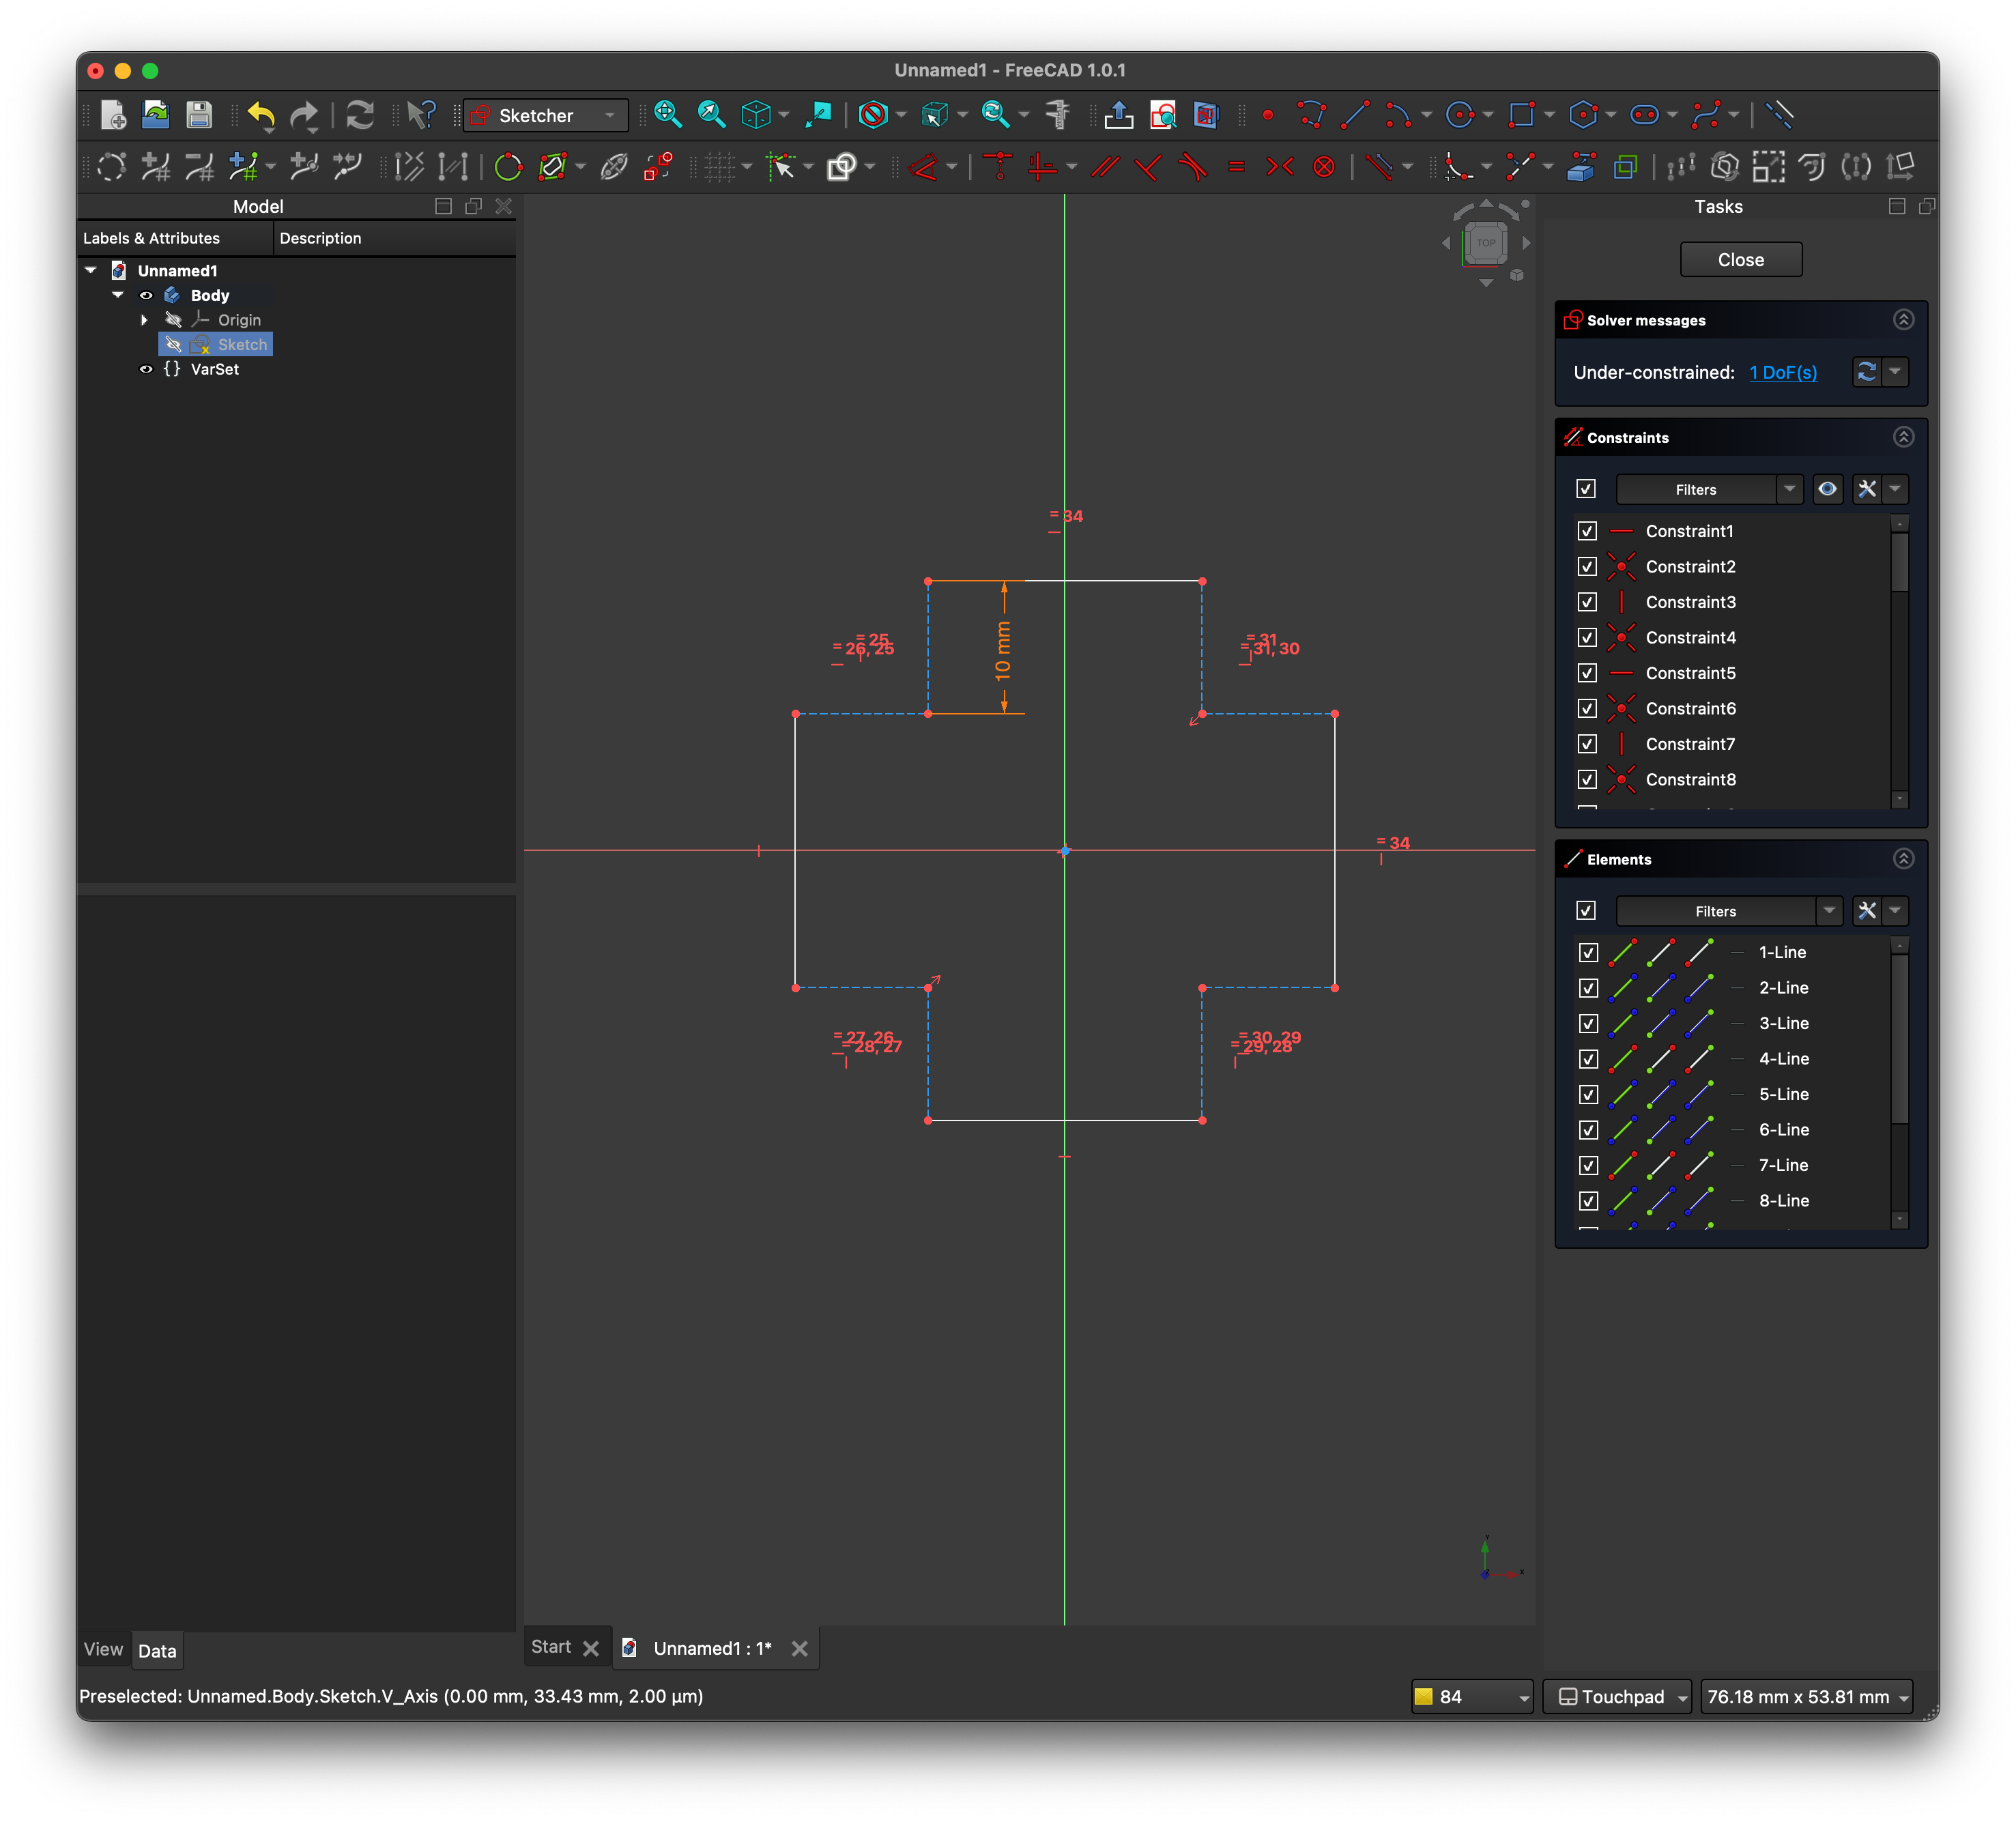 Unnamed1 - FreeCAD 1.0.1
Sketcher
Model
Labels & Attributes
Description
Unnamed1
Body
Origin
Sketch
VarSet
TOP
= 34
10 mm
= 25
= 26, 25
= 31
= 31, 30
= 34
= 27, 26
= 28, 27
= 30, 29
= 29, 28
Y
Z
X
Tasks
Close
Solver messages
Under-constrained: 1 DoF(s)
Constraints
Filters
Constraint1
Constraint2
Constraint3
Constraint4
Constraint5
Constraint6
Constraint7
Constraint8
Elements
Filters
1-Line
2-Line
3-Line
4-Line
5-Line
6-Line
7-Line
8-Line
View
Data
Start
Unnamed1 : 1*
Preselected: Unnamed.Body.Sketch.V_Axis (0.00 mm, 33.43 mm, 2.00 µm)
84
Touchpad
76.18 mm x 53.81 mm